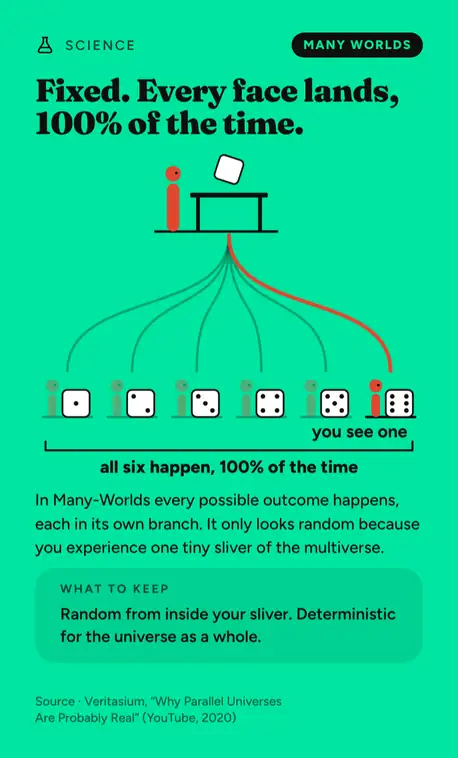 SCIENCE
MANY WORLDS
Fixed. Every face lands,
100% of the time.
you see one
all six happen, 100% of the time
In Many-Worlds every possible outcome happens,
each in its own branch. It only looks random because
you experience one tiny sliver of the multiverse.
WHAT TO KEEP
Random from inside your sliver. Deterministic
for the universe as a whole.
Source · Veritasium, “Why Parallel Universes
Are Probably Real” (YouTube, 2020)